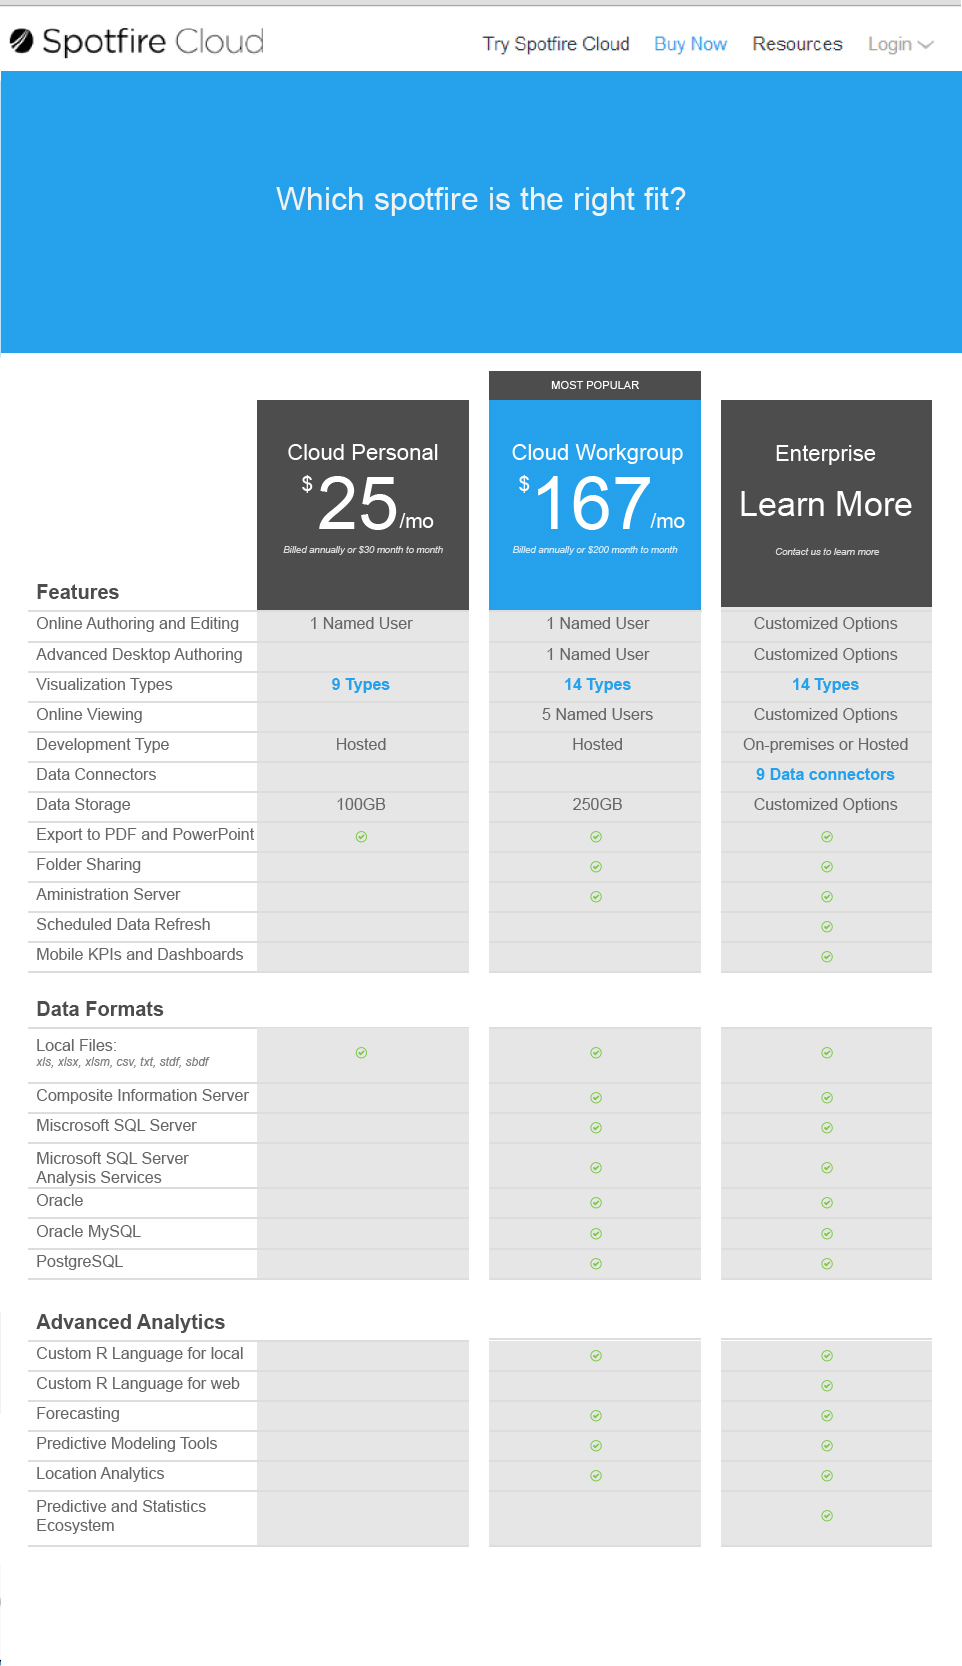 Spotfire Cloud
Try Spotfire Cloud Buy Now Resources Login
Which spotfire is the right fit?
MOST POPULAR
Cloud Personal Cloud Workgroup Enterprise
$25/mo $167/mo Learn More
Billed annually or $30 month to month Billed annually or $200 month to month Contact us to learn more
Features
Online Authoring and Editing 1 Named User 1 Named User Customized Options
Advanced Desktop Authoring 1 Named User Customized Options
Visualization Types 9 Types 14 Types 14 Types
Online Viewing 5 Named Users Customized Options
Development Type Hosted Hosted On-premises or Hosted
Data Connectors 9 Data connectors
Data Storage 100GB 250GB Customized Options
Export to PDF and PowerPoint
Folder Sharing
Aministration Server
Scheduled Data Refresh
Mobile KPIs and Dashboards
Data Formats
Local Files:
xls, xlsx, xlsm, csv, txt, stdf, sbdf
Composite Information Server
Miscrosoft SQL Server
Microsoft SQL Server
Analysis Services
Oracle
Oracle MySQL
PostgreSQL
Advanced Analytics
Custom R Language for local
Custom R Language for web
Forecasting
Predictive Modeling Tools
Location Analytics
Predictive and Statistics
Ecosystem